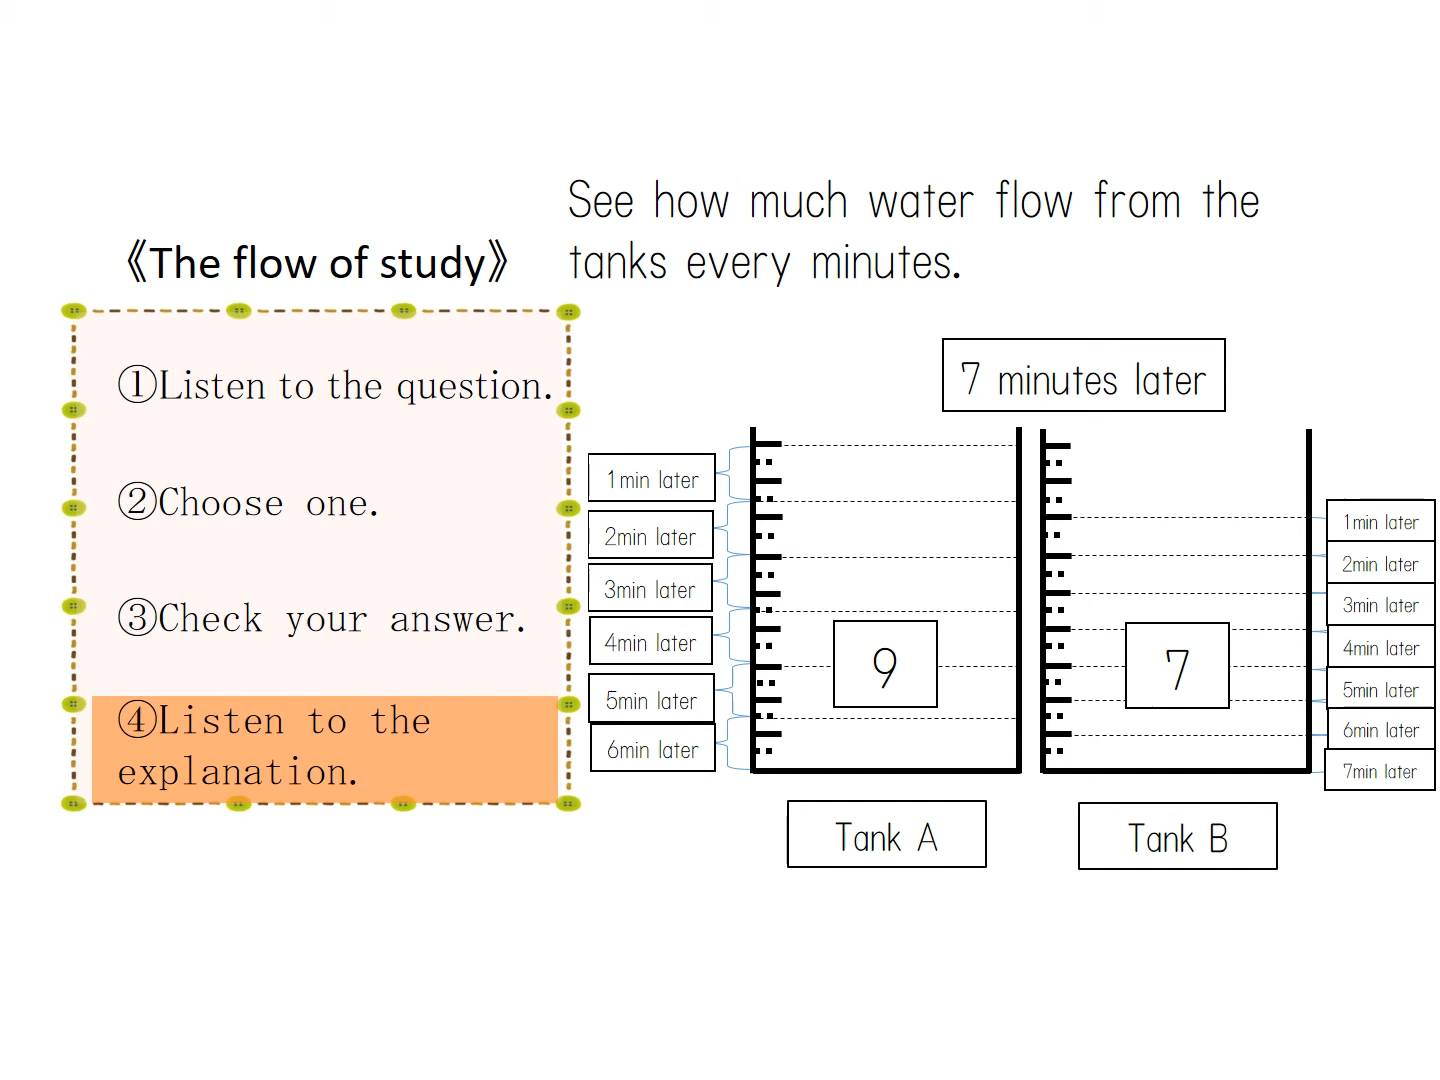 See how much water flow from the
tanks every minutes.
《The flow of study》
①Listen to the question.
②Choose one.
③Check your answer.
④Listen to the
explanation.
7 minutes later
1min later
2min later
3min later
4min later
5min later
6min later
9
7
1min later
2min later
3min later
4min later
5min later
6min later
7min later
Tank A
Tank B